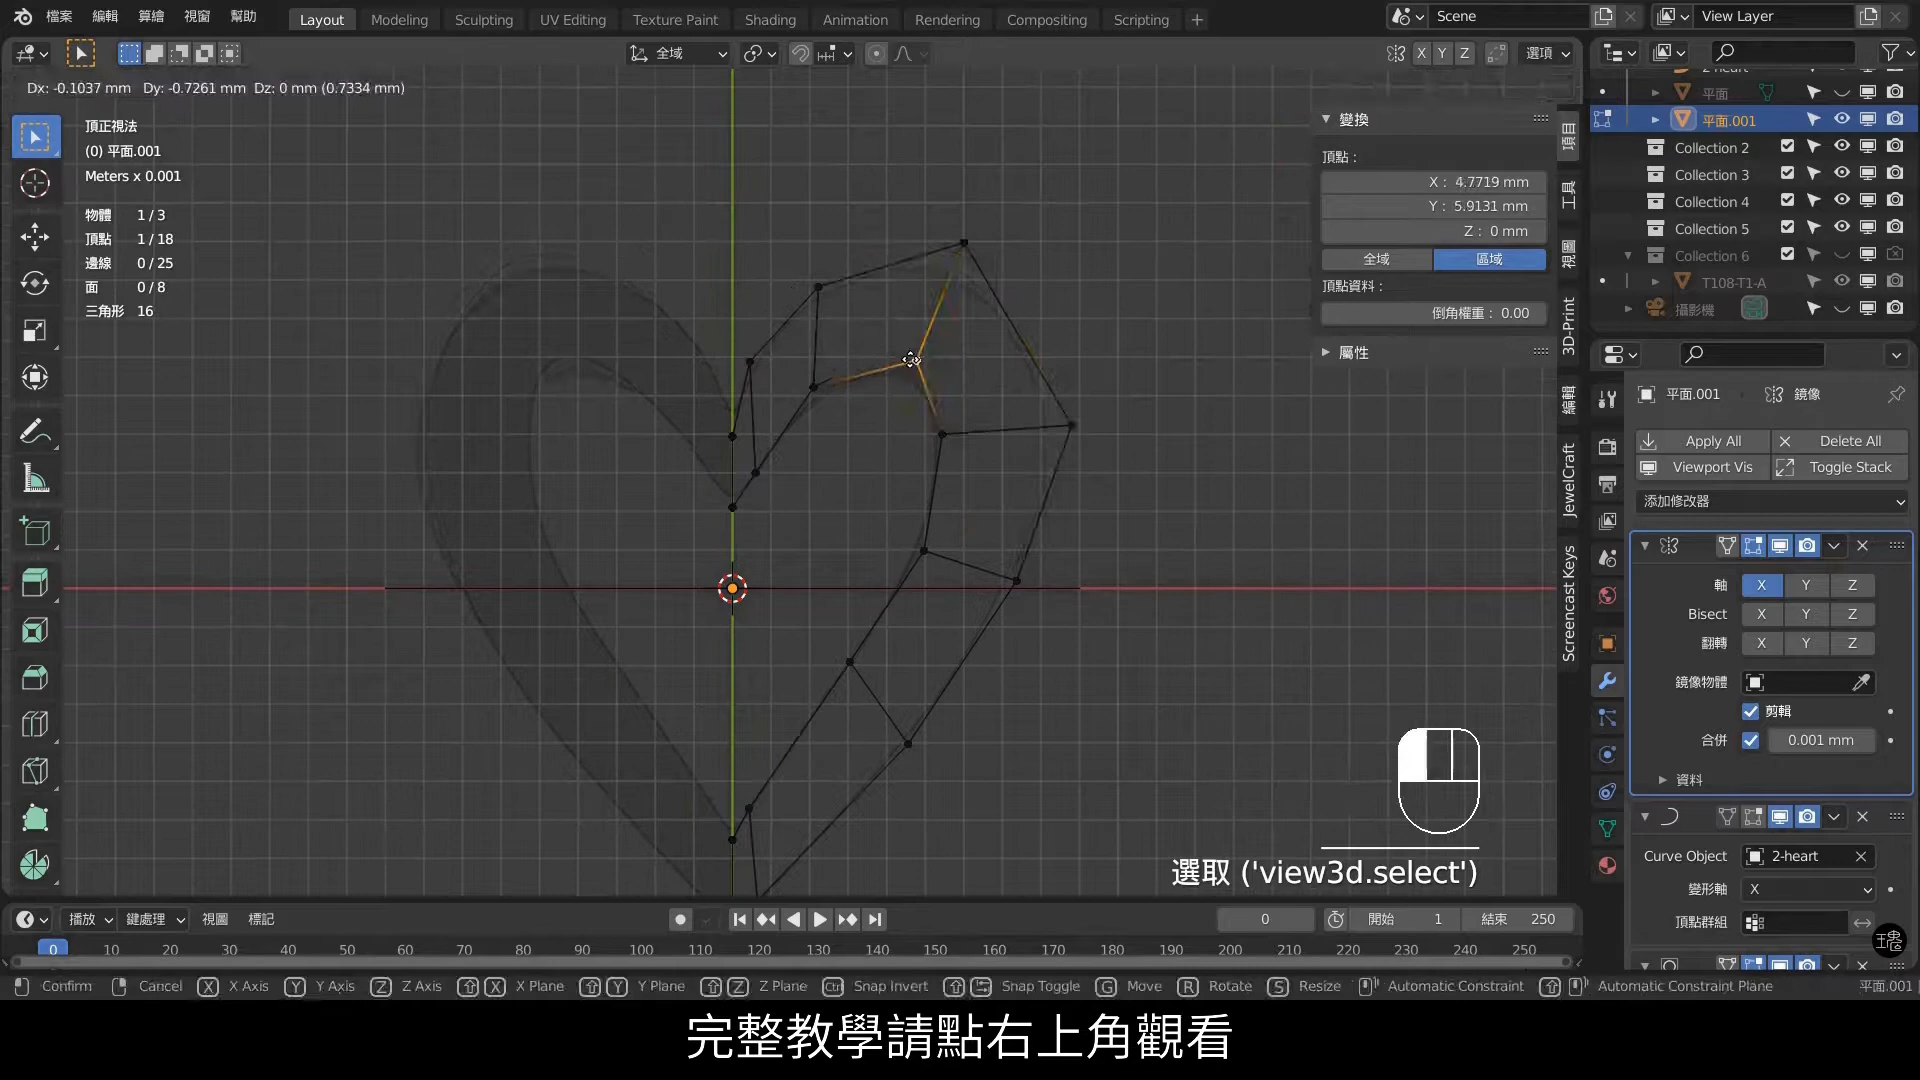 檔案 編輯 算繪 視窗 幫助 Layout Modeling Sculpting UV Editing Texture Paint Shading Animation Rendering Compositing Scripting + Scene View Layer
全域 X Y Z 選項
Dx: -0.1037 mm Dy: -0.7261 mm Dz: 0 mm (0.7334 mm)
頂正視法
(0) 平面.001
Meters x 0.001
物體 1 / 3
頂點 1 / 18
邊線 0 / 25
面 0 / 8
三角形 16
變換
頂點：
X： 4.7719 mm
Y： 5.9131 mm
Z： 0 mm
全域 區域
頂點資料：
倒角權重： 0.00
屬性
項目
工具
視圖
3D-Print
編輯
JewelCraft
Screencast Keys
平面
平面.001
Collection 2
Collection 3
Collection 4
Collection 5
Collection 6
T108-T1-A
攝影機
平面.001 鏡像
Apply All Delete All
Viewport Vis Toggle Stack
添加修改器
軸 X Y Z
Bisect X Y Z
翻轉 X Y Z
鏡像物體
剪輯
合併 0.001 mm
資料
Curve Object 2-heart
變形軸 X
頂點群組
選取 ('view3d.select')
播放 鍵處理 視圖 標記 0 開始 1 結束 250
0 10 20 30 40 50 60 70 80 90 100 110 120 130 140 150 160 170 180 190 200 210 220 230 240 250
Confirm Cancel X X Axis Y Y Axis Z Z Axis X X Plane Y Y Plane Z Z Plane Ctrl Snap Invert Snap Toggle G Move R Rotate S Resize Automatic Constraint Automatic Constraint Plane 平面.001
完整教學請點右上角觀看